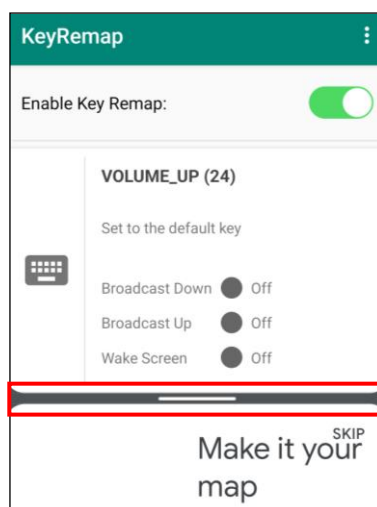 KeyRemap
Enable Key Remap:
VOLUME_UP (24)
Set to the default key
Broadcast Down Off
Broadcast Up Off
Wake Screen Off
SKIP
Make it your
map